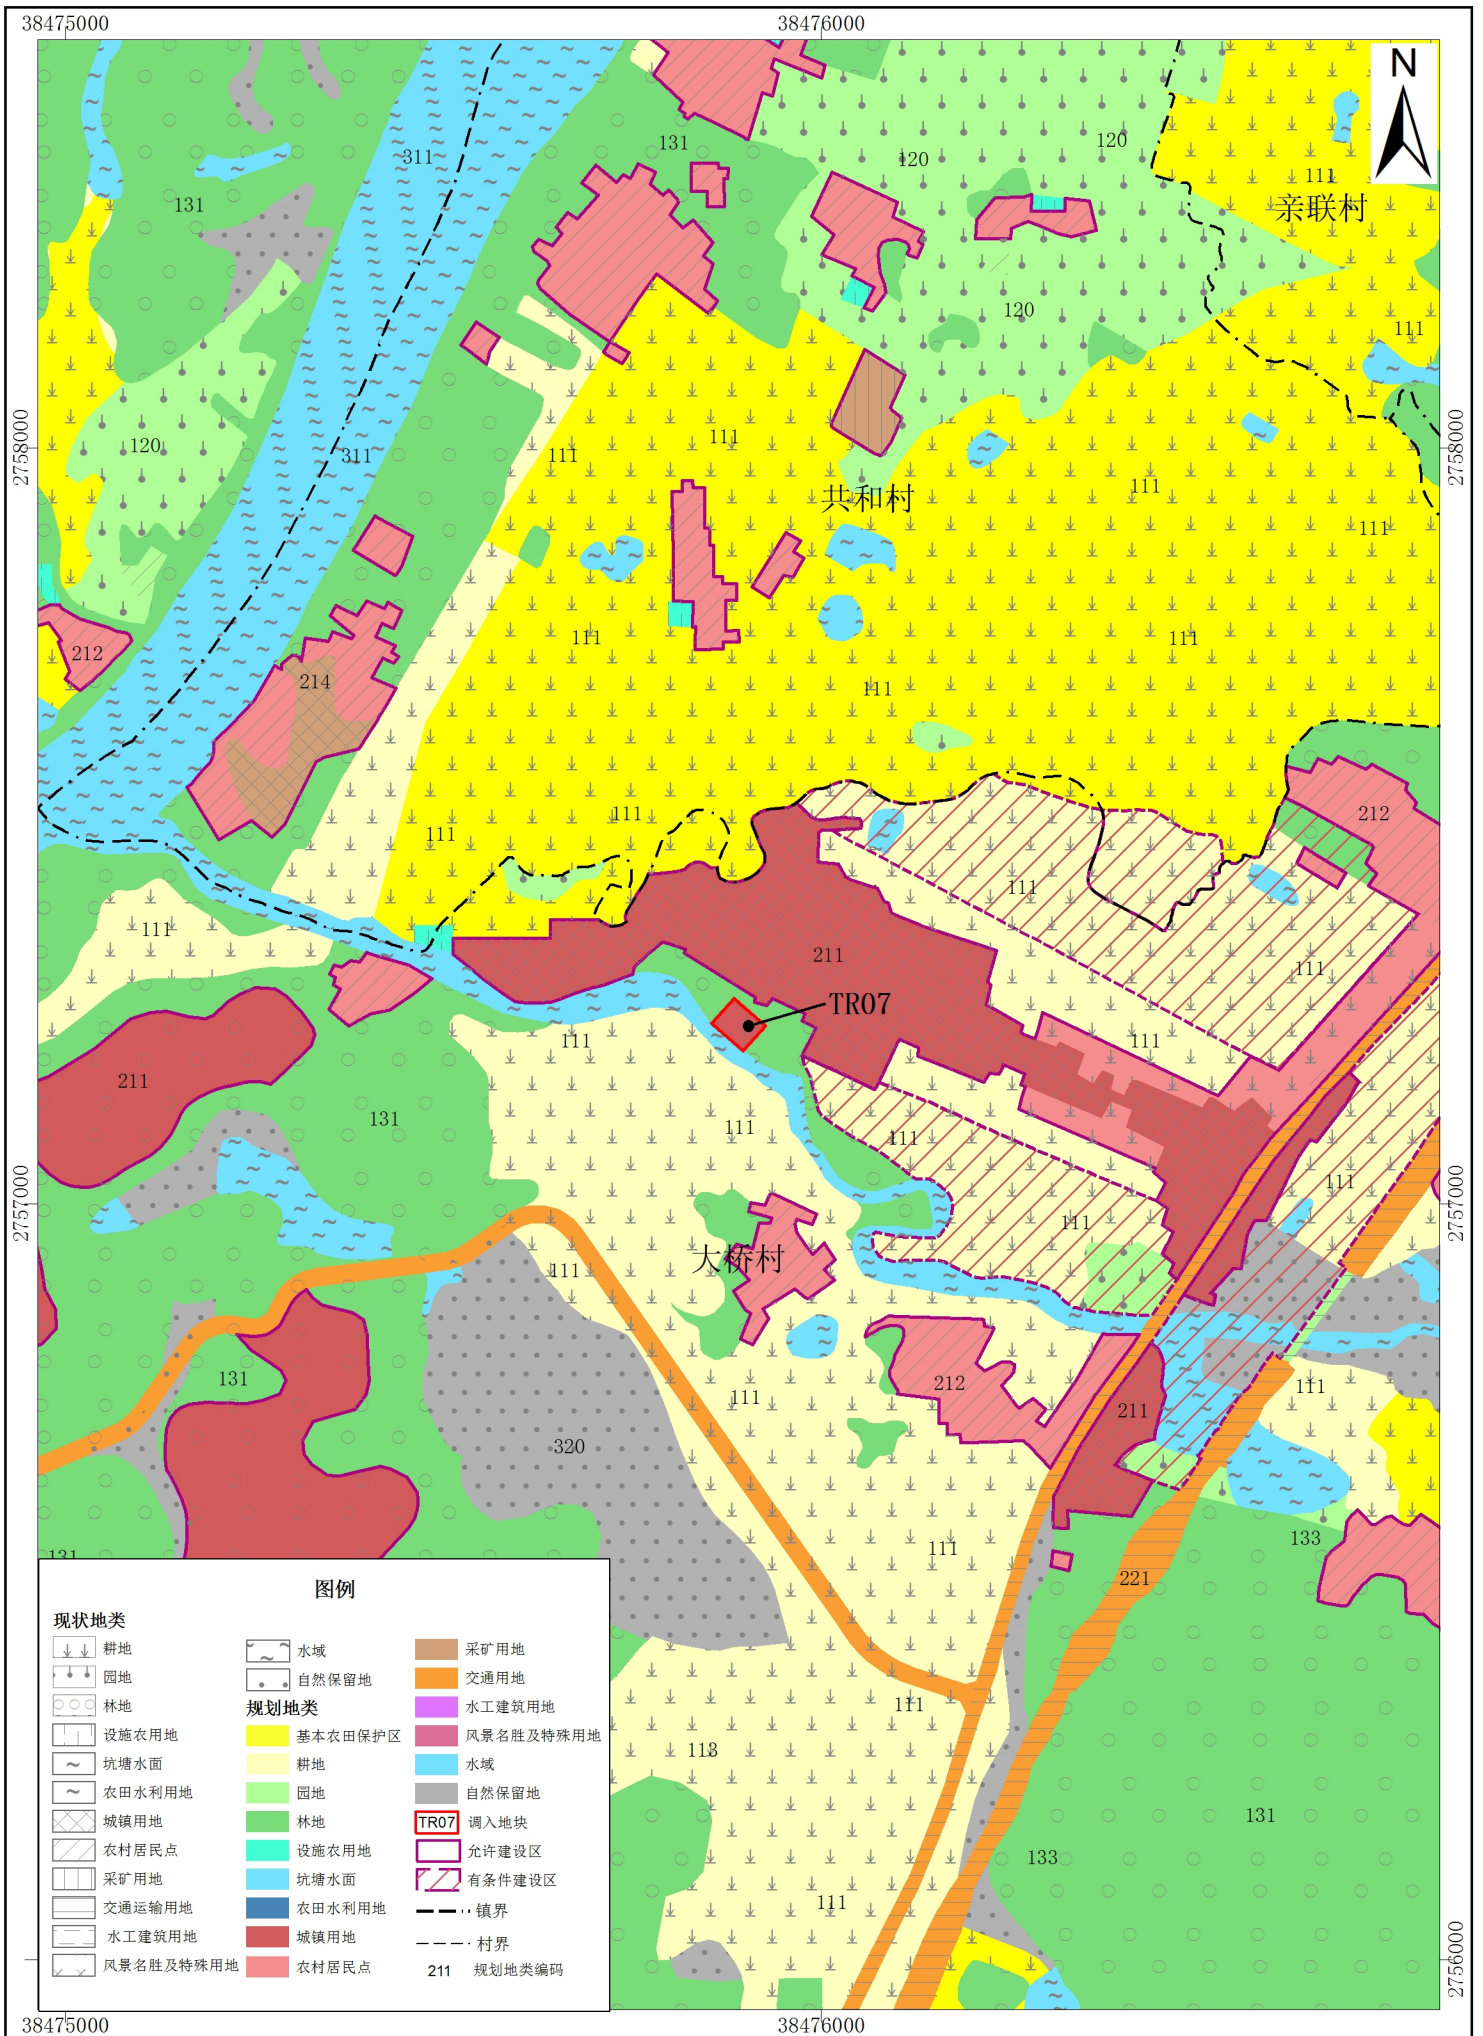 38475000 38476000
N
131
120
120
311
131
111
亲联村
120
111
2758000
2758000
120
311
111
111
111
共和村
111
111
111
212
214
111
111
212
111
111
111
111
111
211
TR07
111
111
111
211
131
111
111
111
2757000
2757000
大桥村
111
111
131
111
212
211
111
320
133
131
111
221
113
111
131
133
111
2756000
图例
现状地类
耕地
园地
林地
设施农用地
坑塘水面
农田水利用地
城镇用地
农村居民点
采矿用地
交通运输用地
水工建筑用地
风景名胜及特殊用地
水域
自然保留地
规划地类
基本农田保护区
耕地
园地
林地
设施农用地
坑塘水面
农田水利用地
城镇用地
农村居民点
采矿用地
交通用地
水工建筑用地
风景名胜及特殊用地
水域
自然保留地
TR07 调入地块
允许建设区
有条件建设区
镇界
村界
211 规划地类编码
38475000 38476000